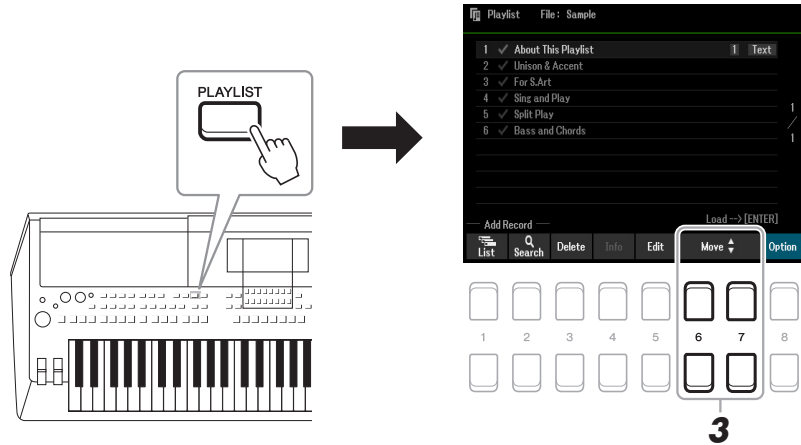 PLAYLIST
Playlist File: Sample
1 About This Playlist 1 Text
2 Unison & Accent
3 For S.Art
4 Sing and Play
5 Split Play
6 Bass and Chords
1
/
1
Load --> [ENTER]
Add Record
List Search Delete Info Edit Move Option
1 2 3 4 5 6 7 8
3